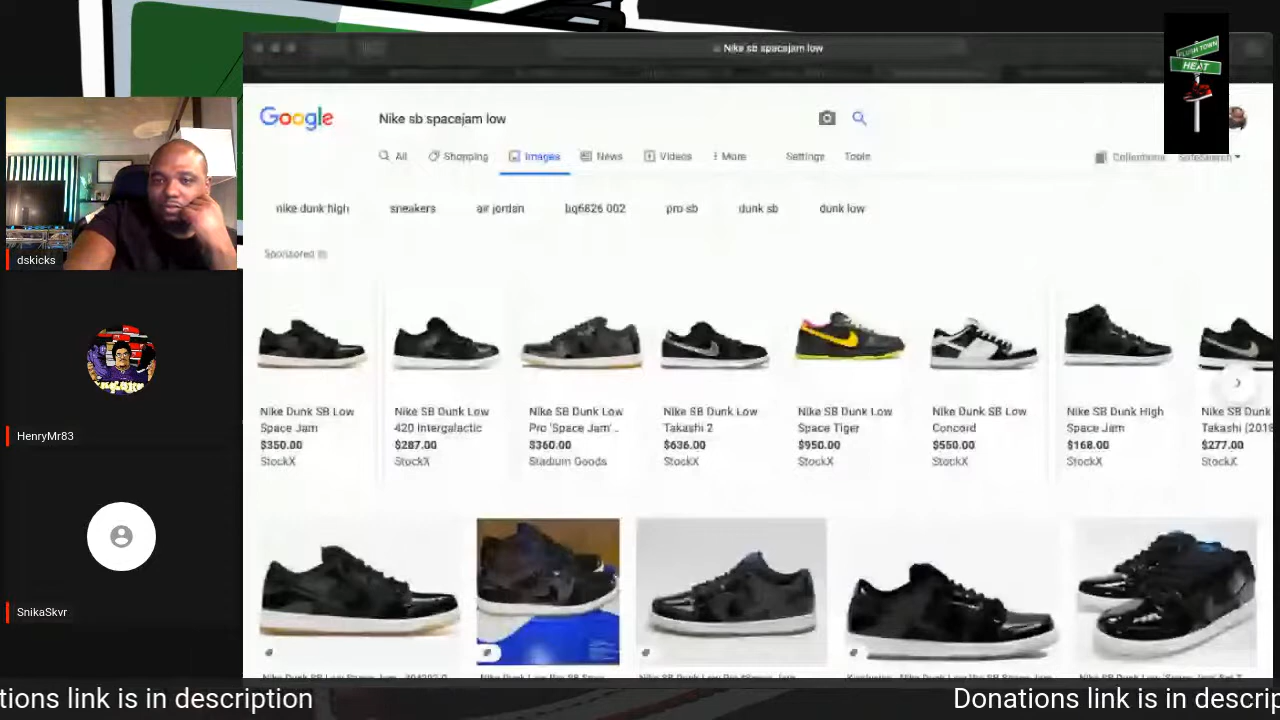 Nike sb spacejam low
FLUSH TOWN
HEAT
Google
Nike sb spacejam low
All
Shopping
Images
News
Videos
More
Settings
Tools
Collections
SafeSearch
nike dunk high
sneakers
air jordan
bq6826 002
pro sb
dunk sb
dunk low
Sponsored
Nike Dunk SB Low
Space Jam
$350.00
StockX
Nike SB Dunk Low
420 Intergalactic
$287.00
StockX
Nike SB Dunk Low
Pro 'Space Jam' ..
$360.00
Stadium Goods
Nike SB Dunk Low
Takashi 2
$636.00
StockX
Nike SB Dunk Low
Space Tiger
$950.00
StockX
Nike Dunk SB Low
Concord
$550.00
StockX
Nike SB Dunk High
Space Jam
$168.00
StockX
Nike SB Dunk
Takashi (2018
$277.00
StockX
dskicks
HenryMr83
SnikaSkvr
tions link is in description
Donations link is in descrip